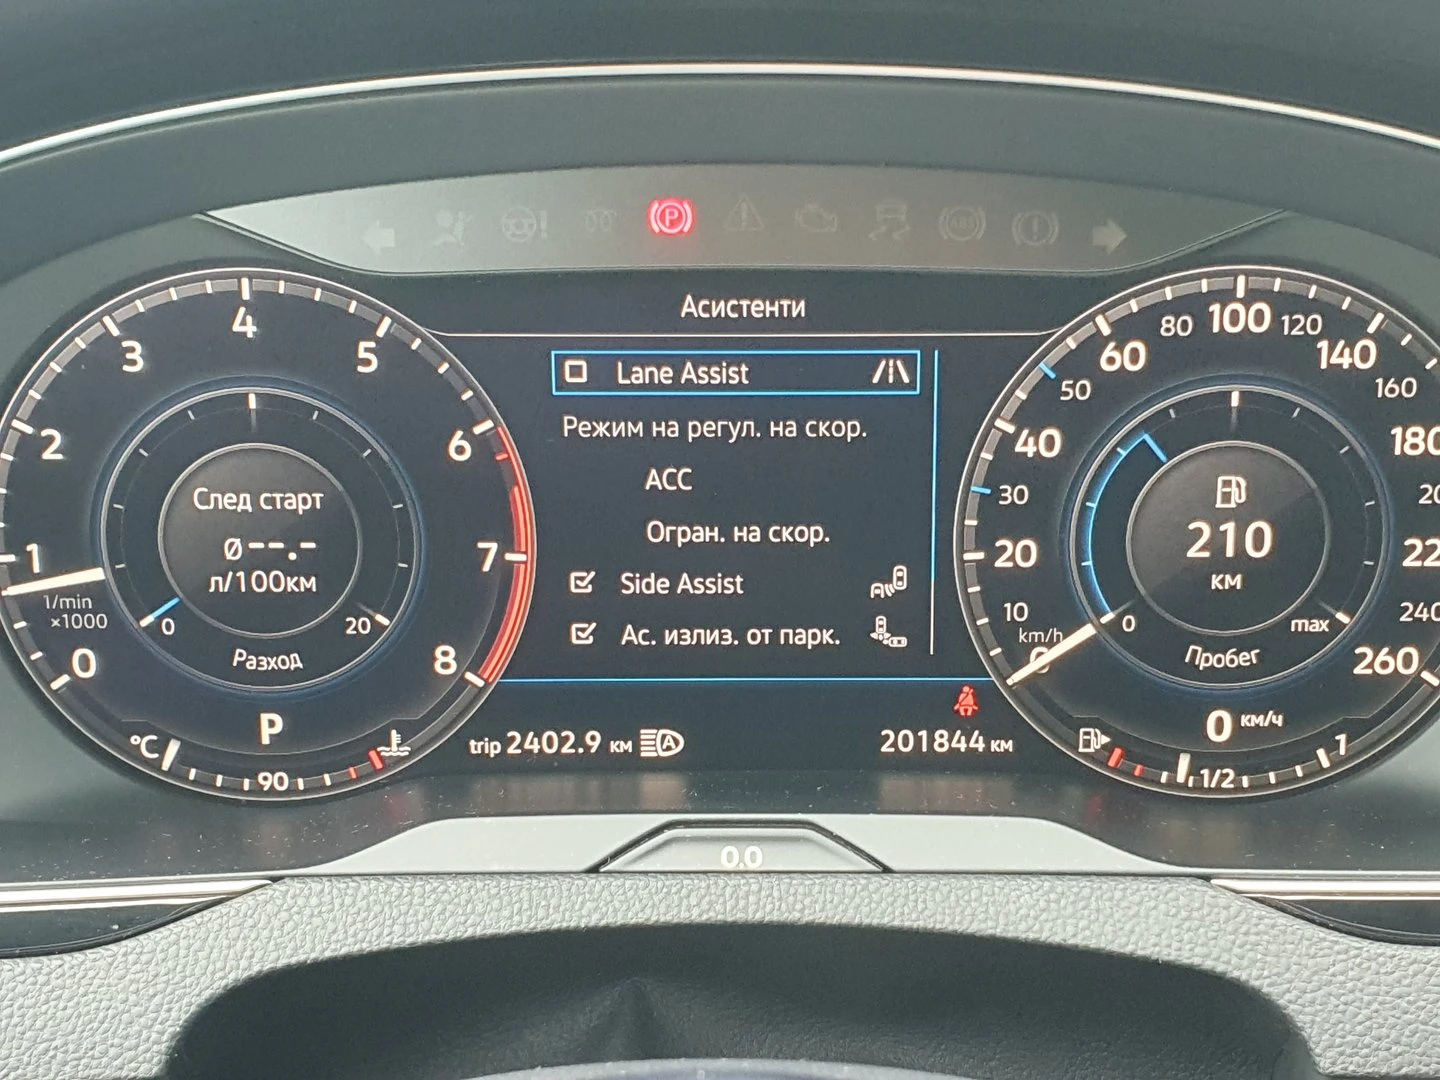 P
ABS
Асистенти
Lane Assist
Режим на регул. на скор.
ACC
Огран. на скор.
Side Assist
Ас. излиз. от парк.
0
1
2
3
4
5
6
7
8
1/min
×1000
След старт
ø--.-
л/100км
0
20
Разход
P
°C
90
trip 2402.9 км
A
201844 км
0
10
20
30
40
50
60
80
100
120
140
160
180
220
240
260
km/h
210
км
0
max
Пробег
0 км/ч
1/2
1
0.0